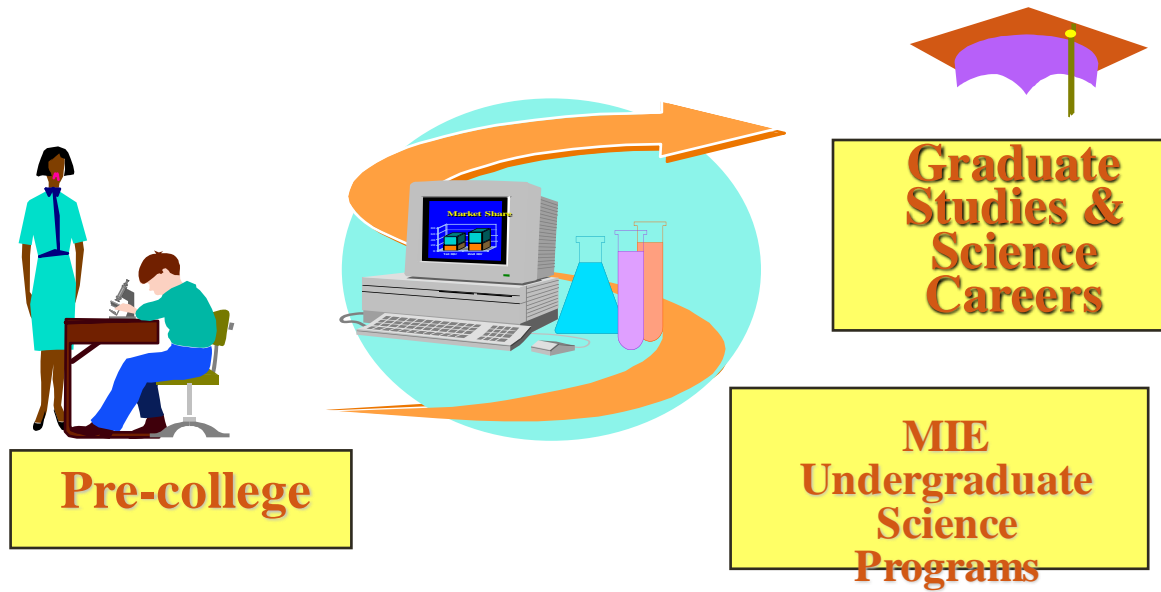 Market Share
Graduate
Studies &
Science
Careers
MIE
Undergraduate
Science
Programs
Pre-college